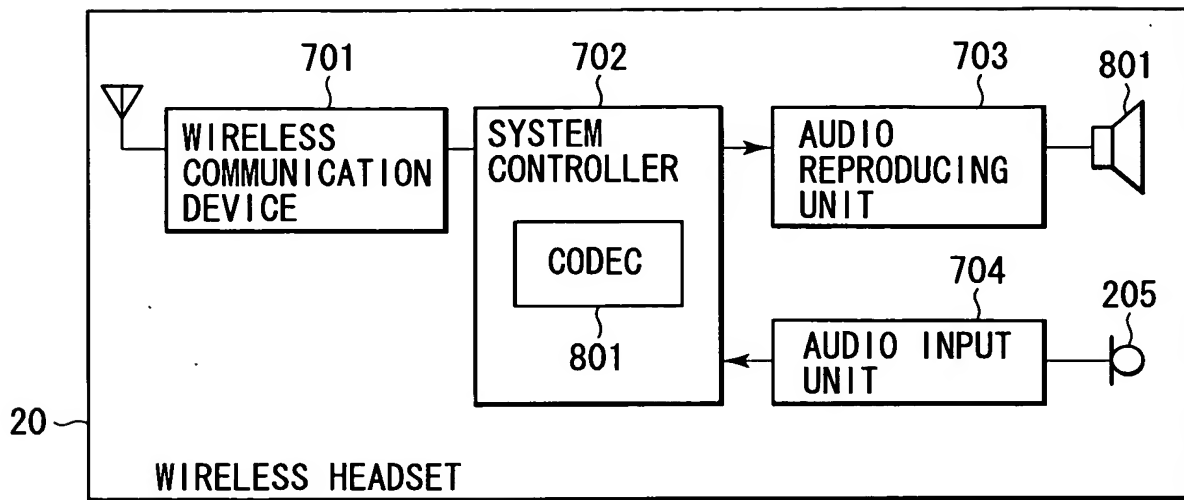 701
702
703
801
WIRELESS
COMMUNICATION
DEVICE
SYSTEM
CONTROLLER
AUDIO
REPRODUCING
UNIT
CODEC
801
704
205
AUDIO INPUT
UNIT
20
WIRELESS HEADSET